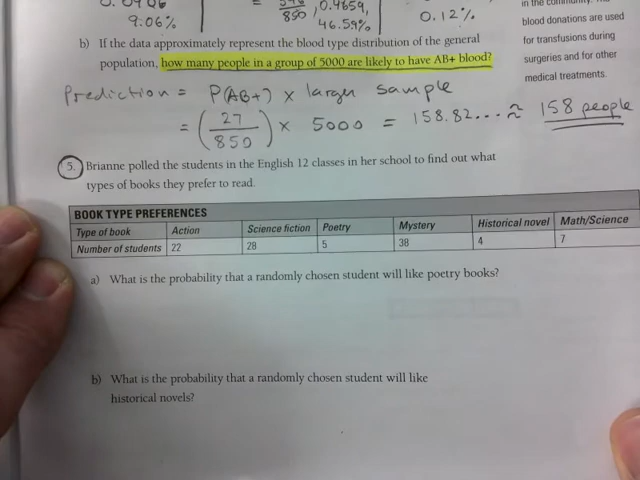 9.06%
850
0.4659,
46.59%
0.12%
blood donations are used
for transfusions during
surgeries and for other
medical treatments.
b) If the data approximately represent the blood type distribution of the general
population, how many people in a group of 5000 are likely to have AB+ blood?
Prediction = P(AB+) x larger sample
= (27/850) x 5000 = 158.82... ≈ 158 people
5. Brianne polled the students in the English 12 classes in her school to find out what
types of books they prefer to read.
BOOK TYPE PREFERENCES
Type of book Action Science fiction Poetry Mystery Historical novel Math/Science
Number of students 22 28 5 38 4 7
a) What is the probability that a randomly chosen student will like poetry books?
b) What is the probability that a randomly chosen student will like
historical novels?